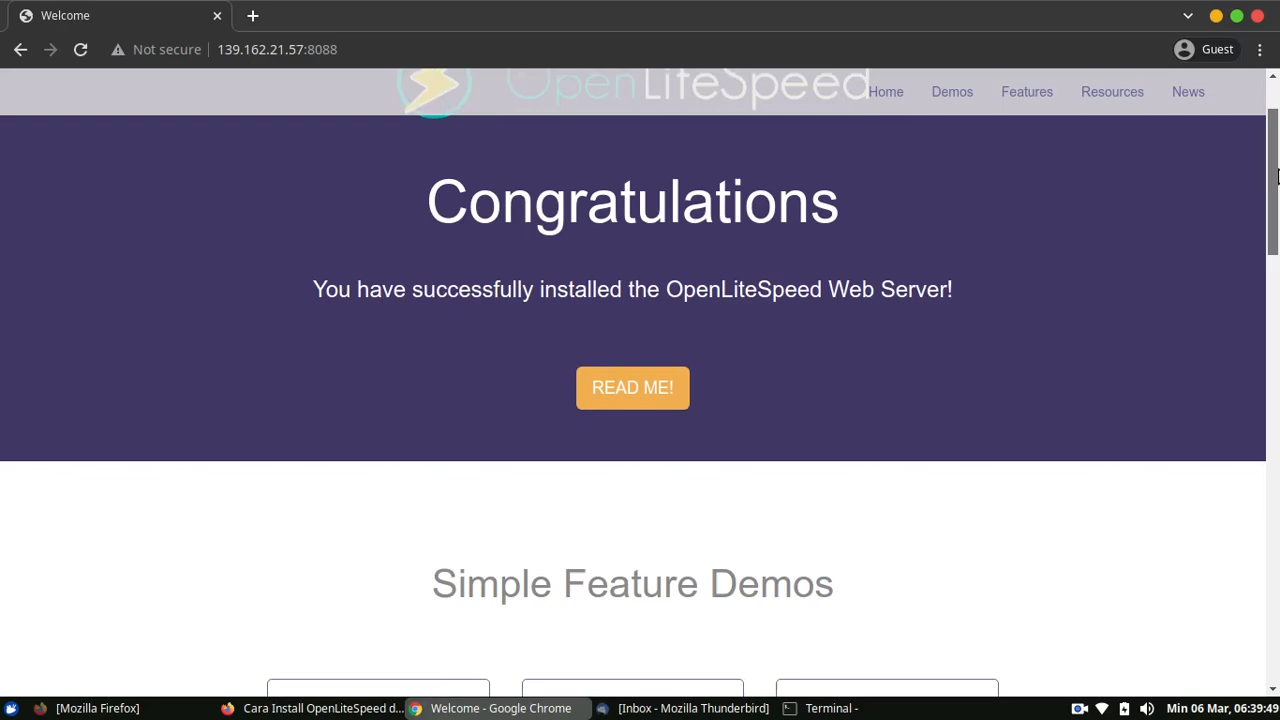 Welcome
Not secure
139.162.21.57:8088
Guest
OpenLiteSpeed
Home
Demos
Features
Resources
News
Congratulations
You have successfully installed the OpenLiteSpeed Web Server!
READ ME!
Simple Feature Demos
[Mozilla Firefox]
Cara Install OpenLiteSpeed d...
Welcome - Google Chrome
[Inbox - Mozilla Thunderbird]
Terminal -
Min 06 Mar, 06:39:49